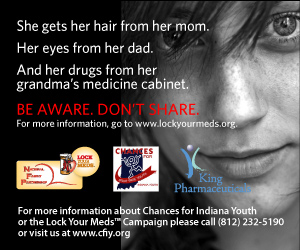 She gets her hair from her mom.
Her eyes from her dad.
And her drugs from her
grandma's medicine cabinet.
BE AWARE. DON'T SHARE.
For more information, go to www.lockyourmeds.org.
NATIONAL
FAMILY
PARTNERSHIP
LOCK
YOUR
MEDS
CHANCES
FOR
INDIANA YOUTH
King
Pharmaceuticals
For more information about Chances for Indiana Youth
or the Lock Your Meds™ Campaign please call (812) 232-5190
or visit us at www.cfiy.org